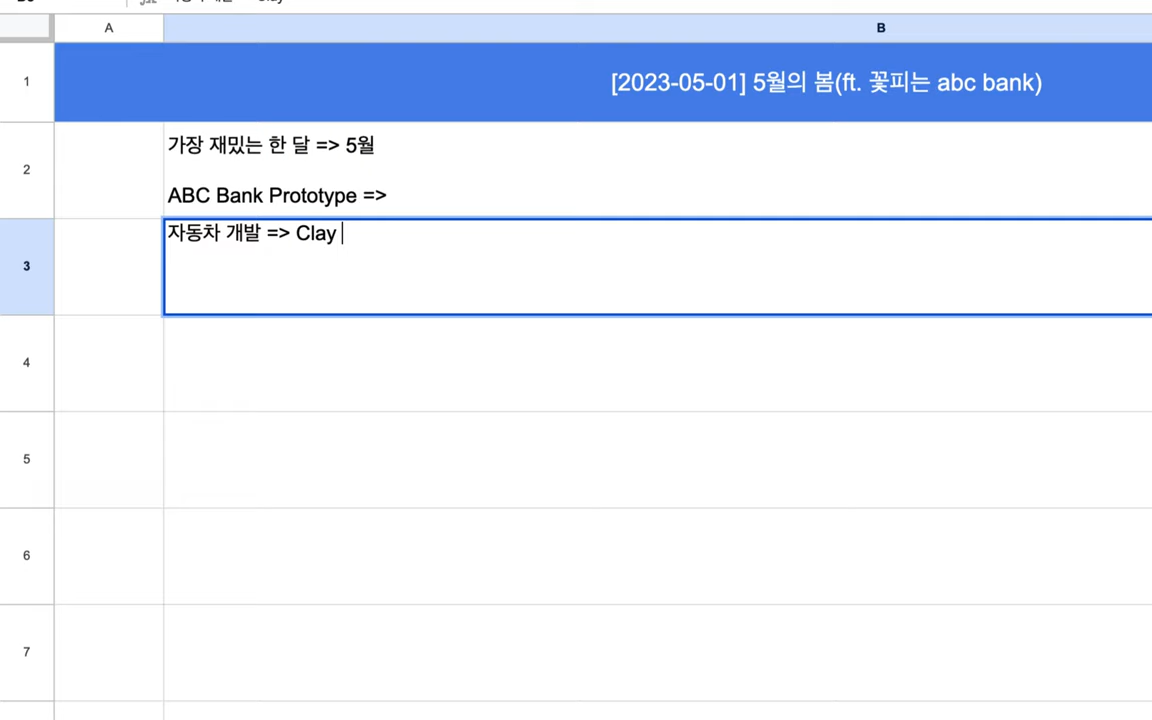 A B
1 [2023-05-01] 5월의 봄(ft. 꽃피는 abc bank)
2 가장 재밌는 한 달 => 5월
ABC Bank Prototype =>
3 자동차 개발 => Clay
4
5
6
7